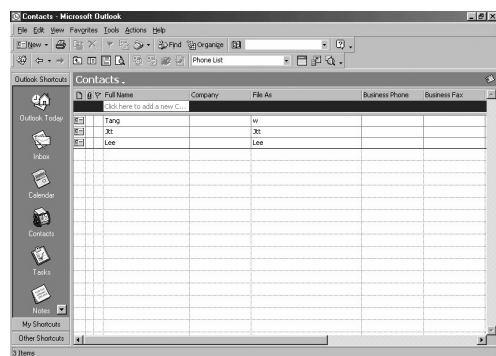 Contacts - Microsoft Outlook
File Edit View Favorites Tools Actions Help
New Find Organize
Phone List
Outlook Shortcuts Contacts
Full Name Company File As Business Phone Business Fax
Click here to add a new C...
Tang w
Jtt Jtt
Lee Lee
Outlook Today
Inbox
Calendar
Contacts
Tasks
Notes
My Shortcuts
Other Shortcuts
3 Items